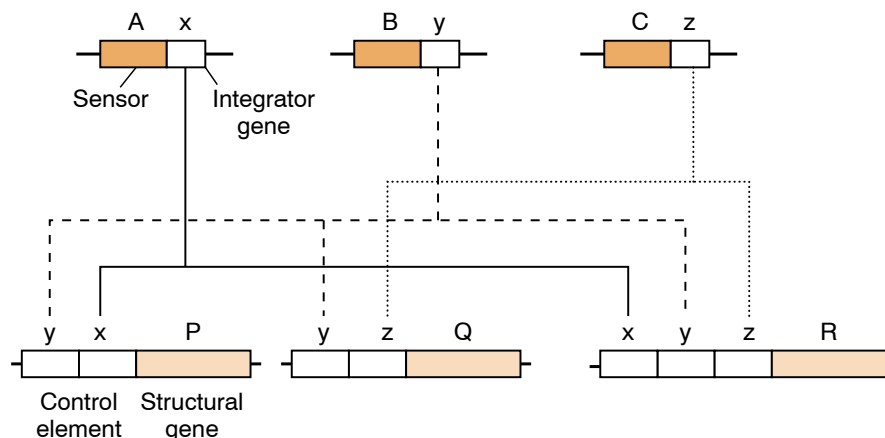 A x B y C z
Sensor Integrator
gene
y x P y z Q x y z R
Control Structural
element gene